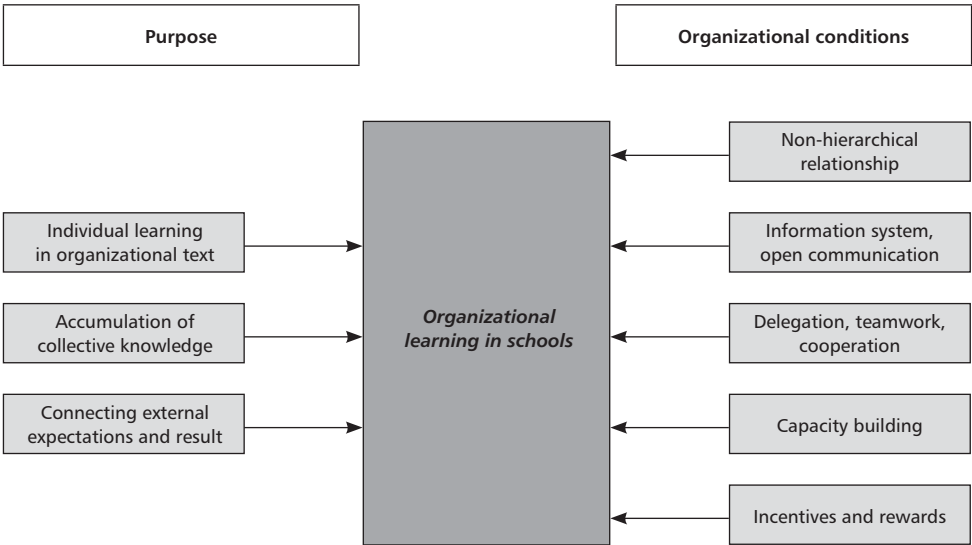 Purpose
Organizational conditions
Non-hierarchical
relationship
Individual learning
in organizational text
Information system,
open communication
Organizational
learning in schools
Accumulation of
collective knowledge
Delegation, teamwork,
cooperation
Connecting external
expectations and result
Capacity building
Incentives and rewards